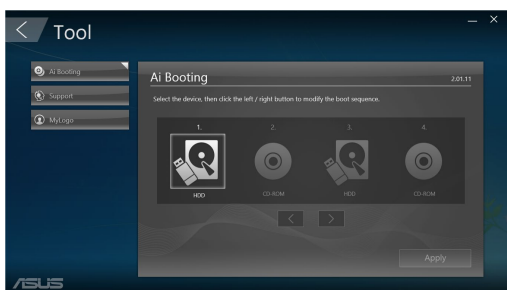 Tool
Ai Booting
Support
MyLogo
Ai Booting
2.01.11
Select the device, then click the left / right button to modify the boot sequence.
1. 2. 3. 4.
HDD CD-ROM HDD CD-ROM
Apply
ASUS